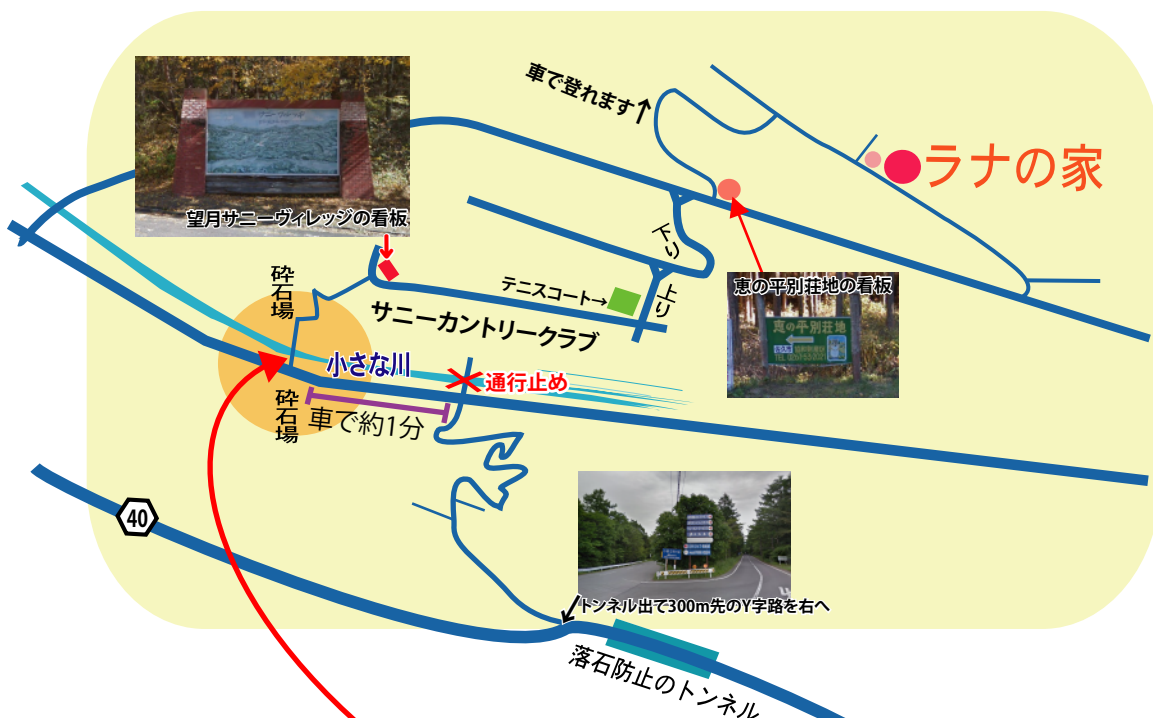 車で登れます↑
ラナの家
望月サニーヴィレッジの看板
下り
恵の平別荘地の看板
恵の平別荘地
砕石場
テニスコート→
上り
サニーカントリークラブ
小さな川
通行止め
砕石場
車で約1分
40
トンネル出て300m先のY字路を右へ
落石防止のトンネル